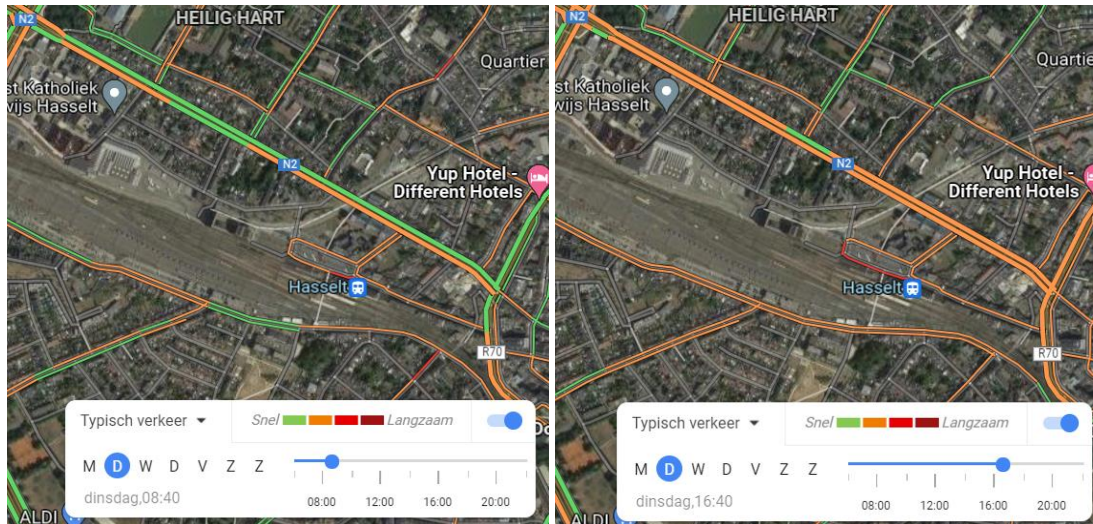 N2
HEILIG HART
Quartier
st Katholiek
wijs Hasselt
N2
Yup Hotel -
Different Hotels
Hasselt
R70
ALDI
Do
Typisch verkeer
Snel
Langzaam
M D W D V Z Z
dinsdag,08:40
08:00 12:00 16:00 20:00
N2
HEILIG HART
Quartier
st Katholiek
wijs Hasselt
N2
Yup Hotel -
Different Hotels
Hasselt
R70
ALDI
Typisch verkeer
Snel
Langzaam
M D W D V Z Z
dinsdag,16:40
08:00 12:00 16:00 20:00